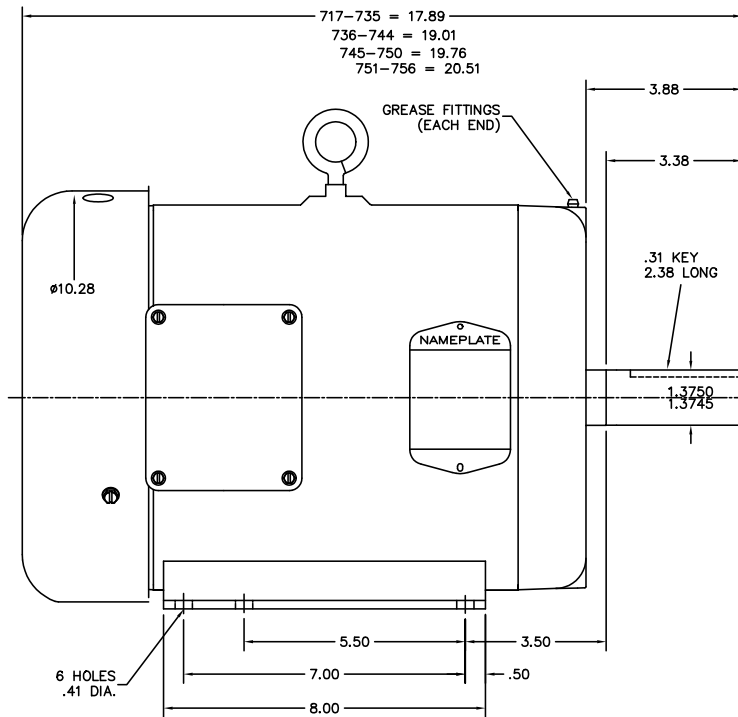 717-735 = 17.89
736-744 = 19.01
745-750 = 19.76
751-756 = 20.51
3.88
GREASE FITTINGS
(EACH END)
3.38
.31 KEY
2.38 LONG
ø10.28
NAMEPLATE
1.3750
1.3745
5.50
3.50
6 HOLES
.41 DIA.
7.00
.50
8.00